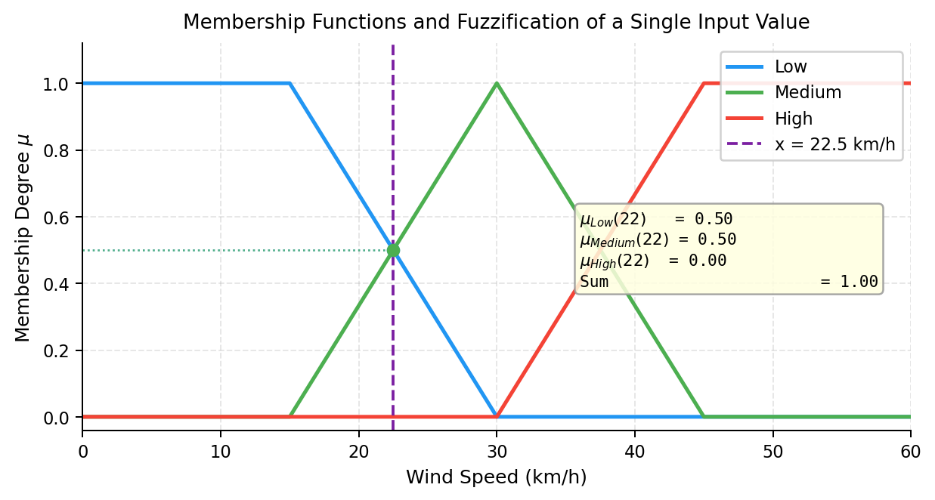 Membership Functions and Fuzzification of a Single Input Value
Membership Degree μ
1.0
0.8
0.6
0.4
0.2
0.0
Low
Medium
High
x = 22.5 km/h
μLow(22) = 0.50
μMedium(22) = 0.50
μHigh(22) = 0.00
Sum = 1.00
0 10 20 30 40 50 60
Wind Speed (km/h)